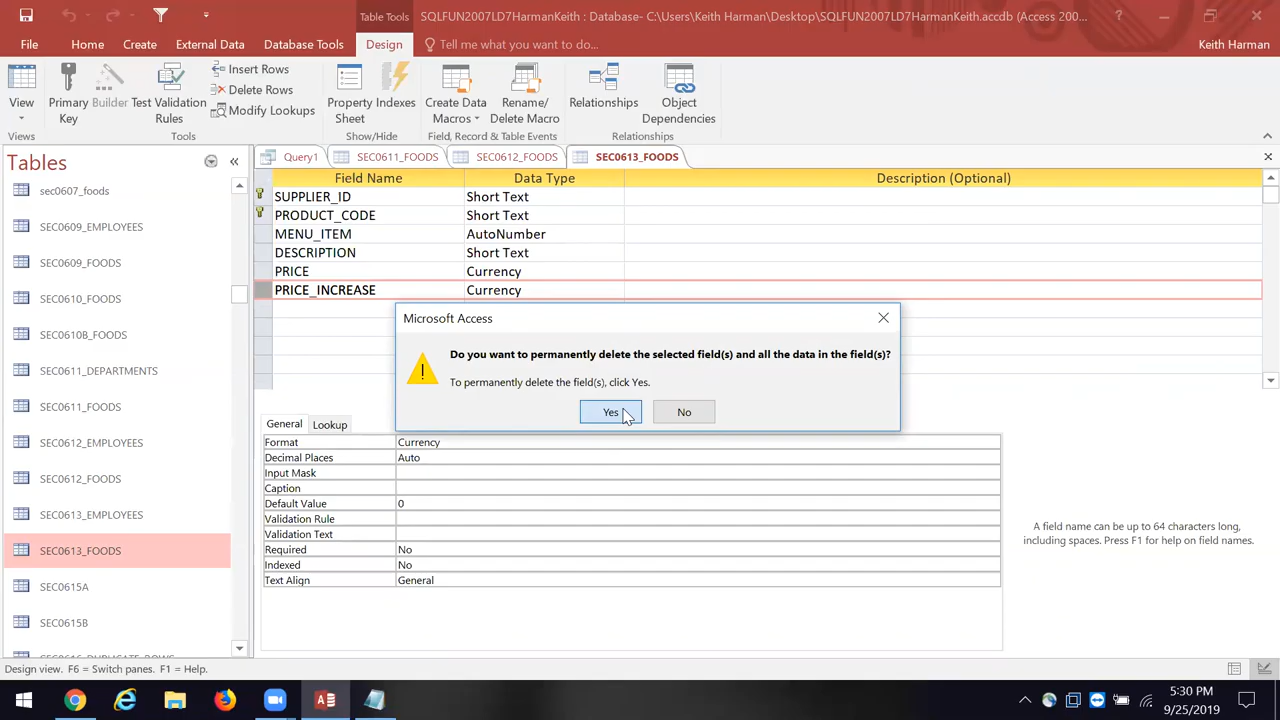 Table Tools
SQLFUN2007LD7HarmanKeith : Database- C:\Users\Keith Harman\Desktop\SQLFUN2007LD7HarmanKeith.accdb (Access 200...
File Home Create External Data Database Tools Design Tell me what you want to do... Keith Harman
View
Primary Key
Builder
Test Validation Rules
Insert Rows
Delete Rows
Modify Lookups
Property Sheet
Indexes
Create Data Macros
Rename/ Delete Macro
Relationships
Object Dependencies
Views Tools Show/Hide Field, Record & Table Events Relationships
Tables
sec0607_foods
SEC0609_EMPLOYEES
SEC0609_FOODS
SEC0610_FOODS
SEC0610B_FOODS
SEC0611_DEPARTMENTS
SEC0611_FOODS
SEC0612_EMPLOYEES
SEC0612_FOODS
SEC0613_EMPLOYEES
SEC0613_FOODS
SEC0615A
SEC0615B
SEC0616_DUPLICATE_ROWS
Query1 SEC0611_FOODS SEC0612_FOODS SEC0613_FOODS
Field Name Data Type Description (Optional)
SUPPLIER_ID Short Text
PRODUCT_CODE Short Text
MENU_ITEM AutoNumber
DESCRIPTION Short Text
PRICE Currency
PRICE_INCREASE Currency
Microsoft Access
Do you want to permanently delete the selected field(s) and all the data in the field(s)?
To permanently delete the field(s), click Yes.
Yes No
General Lookup
Format Currency
Decimal Places Auto
Input Mask
Caption
Default Value 0
Validation Rule
Validation Text
Required No
Indexed No
Text Align General
A field name can be up to 64 characters long,
including spaces. Press F1 for help on field names.
Design view. F6 = Switch panes. F1 = Help.
5:30 PM
9/25/2019